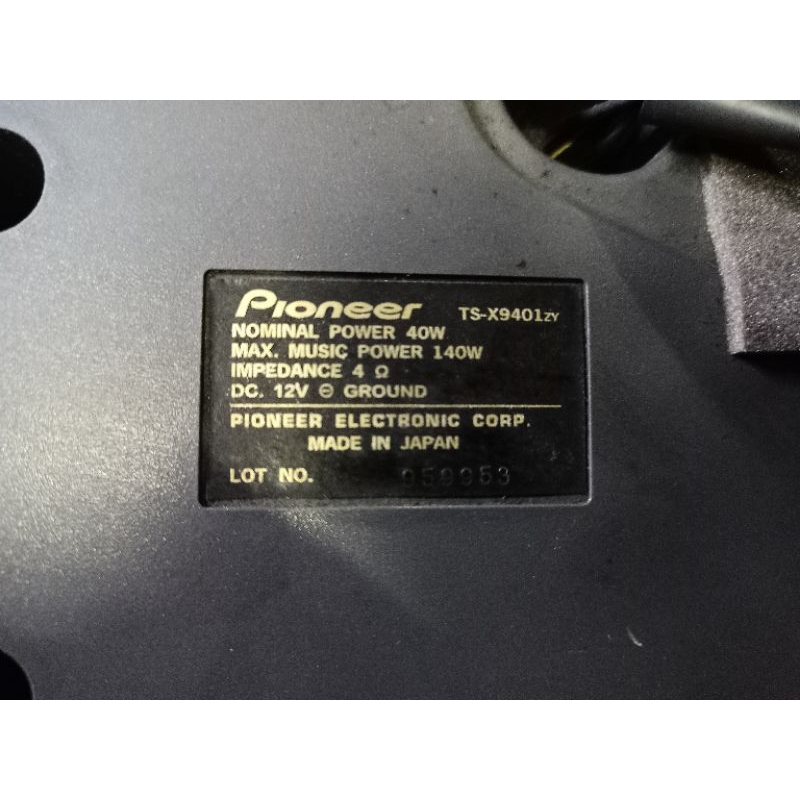 Pioneer TS-X9401ZY
NOMINAL POWER 40W
MAX. MUSIC POWER 140W
IMPEDANCE 4 Ω
DC. 12V ⊖ GROUND
PIONEER ELECTRONIC CORP.
MADE IN JAPAN
LOT NO. 959953